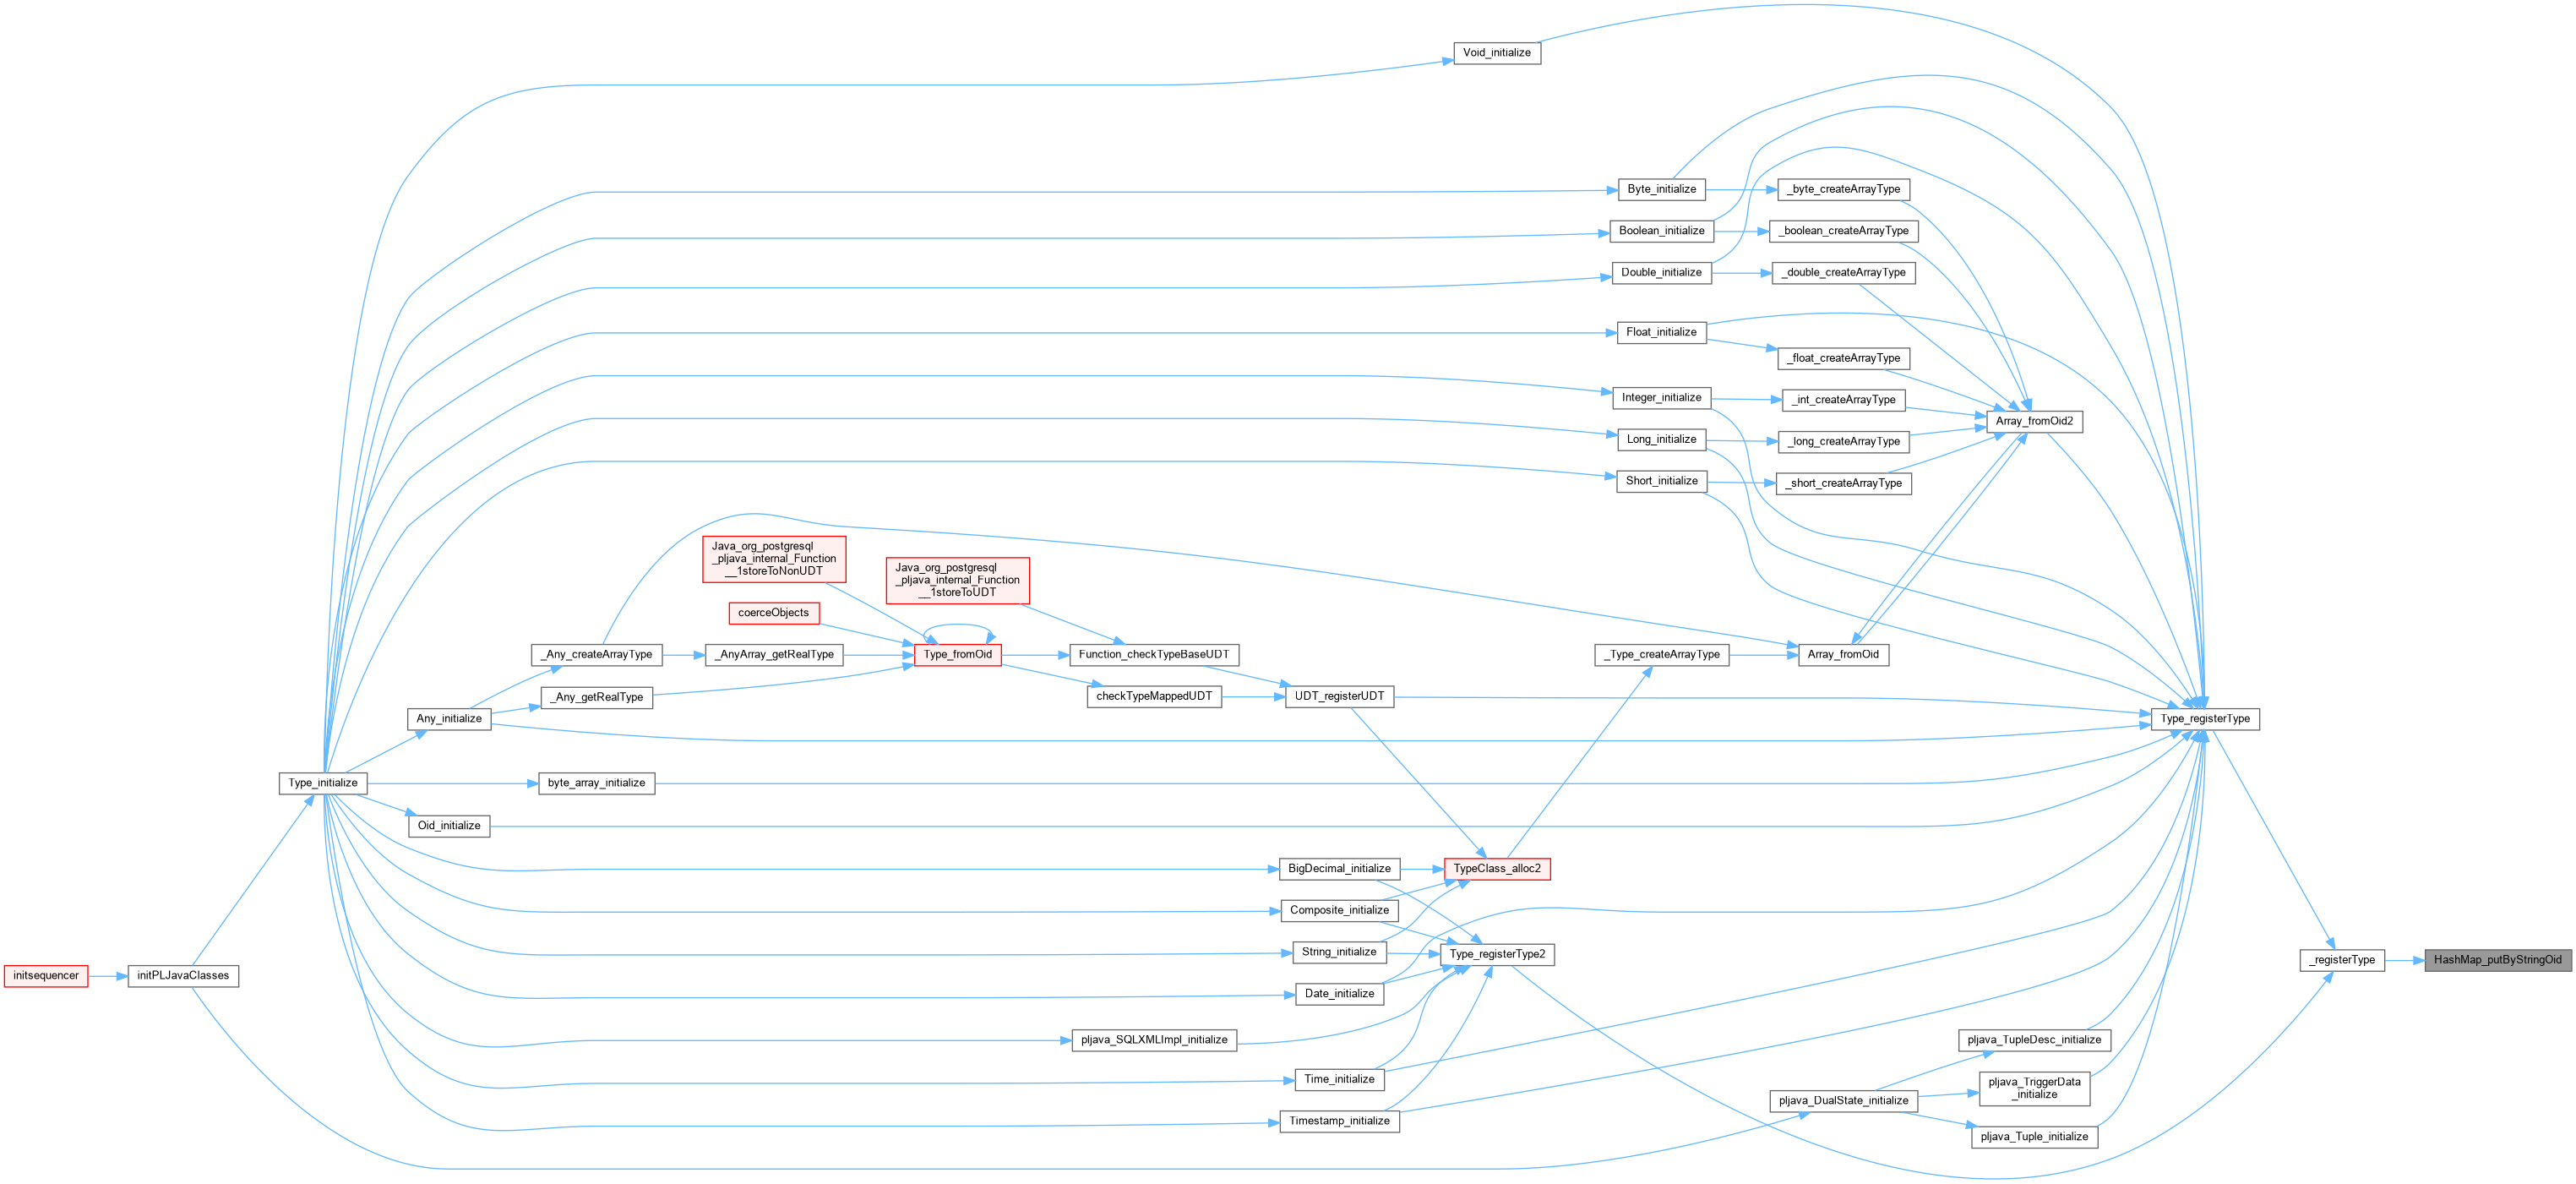 Void_initialize
Byte_initialize
_byte_createArrayType
Boolean_initialize
_boolean_createArrayType
Double_initialize
_double_createArrayType
Float_initialize
_float_createArrayType
Integer_initialize
_int_createArrayType
Array_fromOid2
Long_initialize
_long_createArrayType
Short_initialize
_short_createArrayType
Java_org_postgresql
_pljava_internal_Function
__1storeToNonUDT
Java_org_postgresql
_pljava_internal_Function
__1storeToUDT
coerceObjects
_Any_createArrayType
_AnyArray_getRealType
Type_fromOid
Function_checkTypeBaseUDT
_Type_createArrayType
Array_fromOid
_Any_getRealType
checkTypeMappedUDT
UDT_registerUDT
Any_initialize
Type_registerType
Type_initialize
byte_array_initialize
Oid_initialize
BigDecimal_initialize
TypeClass_alloc2
Composite_initialize
String_initialize
Type_registerType2
_registerType
HashMap_putByStringOid
initsequencer
initPLJavaClasses
Date_initialize
pljava_SQLXMLImpl_initialize
pljava_TupleDesc_initialize
Time_initialize
pljava_TriggerData
_initialize
pljava_DualState_initialize
Timestamp_initialize
pljava_Tuple_initialize